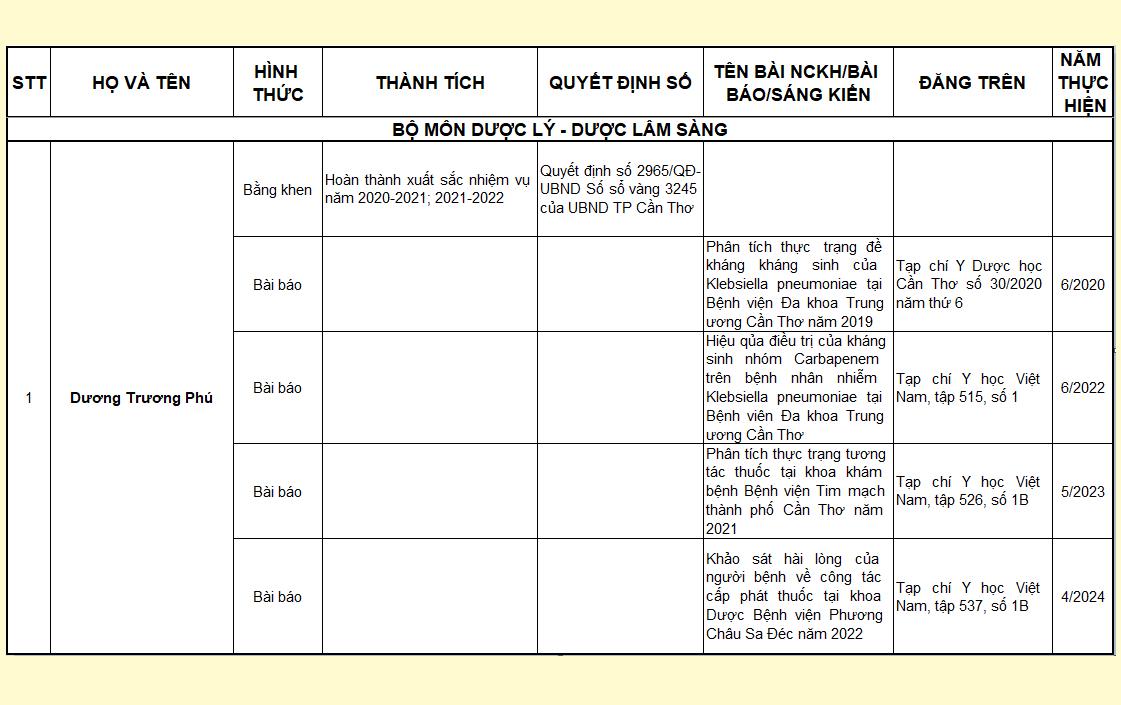 STT
HỌ VÀ TÊN
HÌNH
THỨC
THÀNH TÍCH
QUYẾT ĐỊNH SỐ
TÊN BÀI NCKH/BÀI
BÁO/SÁNG KIẾN
ĐĂNG TRÊN
NĂM
THỰC
HIỆN
BỘ MÔN DƯỢC LÝ - DƯỢC LÂM SÀNG
1
Dương Trương Phú
Bằng khen
Hoàn thành xuất sắc nhiệm vụ
năm 2020-2021; 2021-2022
Quyết định số 2965/QĐ-
UBND Số sổ vàng 3245
của UBND TP Cần Thơ
Bài báo
Phân tích thực trạng đề
kháng kháng sinh của
Klebsiella pneumoniae tại
Bệnh viện Đa khoa Trung
ương Cần Thơ năm 2019
Tạp chí Y Dược học
Cần Thơ số 30/2020
năm thứ 6
6/2020
Bài báo
Hiệu qủa điều trị của kháng
sinh nhóm Carbapenem
trên bệnh nhân nhiễm
Klebsiella pneumoniae tại
Bệnh viên Đa khoa Trung
ương Cần Thơ
Tạp chí Y học Việt
Nam, tập 515, số 1
6/2022
Bài báo
Phân tích thực trạng tương
tác thuốc tại khoa khám
bệnh Bệnh viện Tim mạch
thành phố Cần Thơ năm
2021
Tạp chí Y học Việt
Nam, tập 526, số 1B
5/2023
Bài báo
Khảo sát hài lòng của
người bệnh về công tác
cấp phát thuốc tại khoa
Dược Bệnh viện Phương
Châu Sa Đéc năm 2022
Tạp chí Y học Việt
Nam, tập 537, số 1B
4/2024